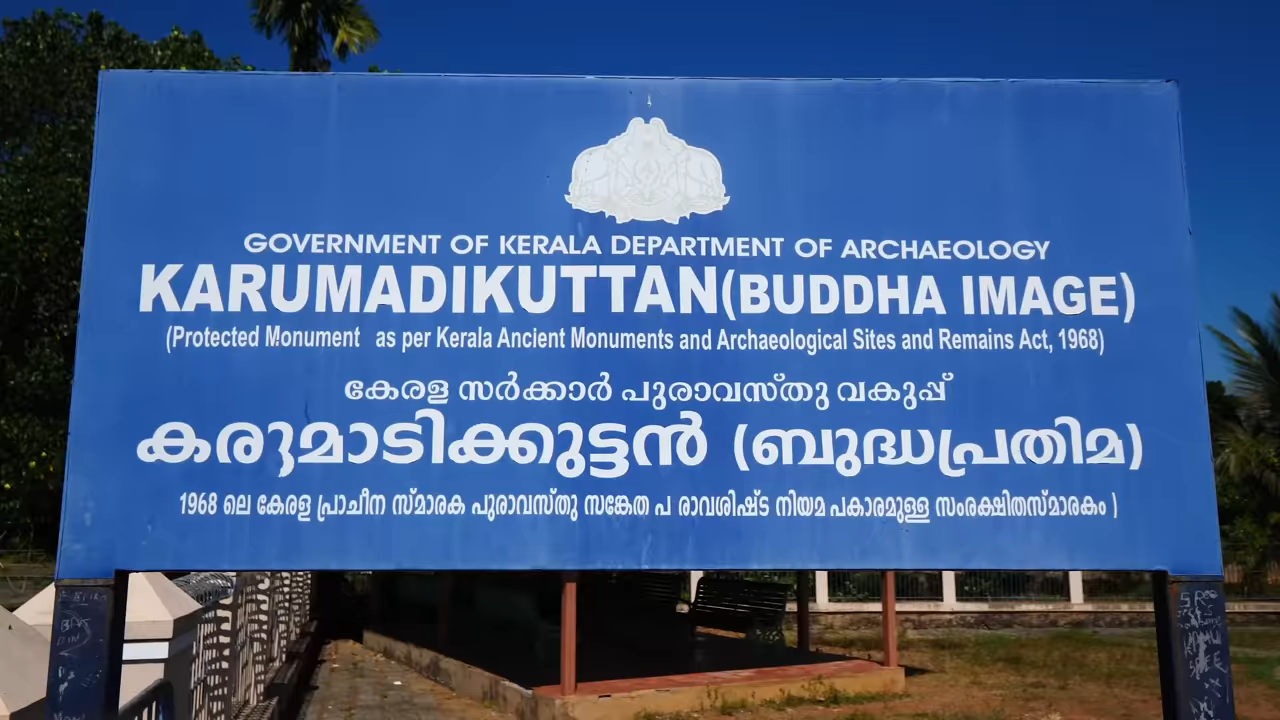 GOVERNMENT OF KERALA DEPARTMENT OF ARCHAEOLOGY
KARUMADIKUTTAN(BUDDHA IMAGE)
(Protected Monument as per Kerala Ancient Monuments and Archaeological Sites and Remains Act, 1968)
കേരള സർക്കാർ പുരാവസ്തു വകുപ്പ്
കരുമാടിക്കുട്ടൻ (ബുദ്ധപ്രതിമ)
1968 ലെ കേരള പ്രാചീന സ്മാരക പുരാവസ്തു സങ്കേത പ രാവശിഷ്ട നിയമ പകാരമുള്ള സംരക്ഷിതസ്മാരകം )